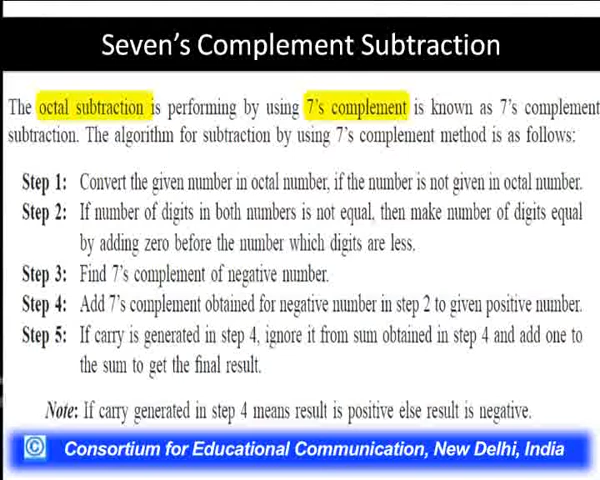 Seven's Complement Subtraction
The octal subtraction is performing by using 7's complement is known as 7's complement
subtraction. The algorithm for subtraction by using 7's complement method is as follows:
Step 1: Convert the given number in octal number, if the number is not given in octal number.
Step 2: If number of digits in both numbers is not equal, then make number of digits equal
by adding zero before the number which digits are less.
Step 3: Find 7's complement of negative number.
Step 4: Add 7's complement obtained for negative number in step 2 to given positive number.
Step 5: If carry is generated in step 4, ignore it from sum obtained in step 4 and add one to
the sum to get the final result.
Note: If carry generated in step 4 means result is positive else result is negative.
© Consortium for Educational Communication, New Delhi, India